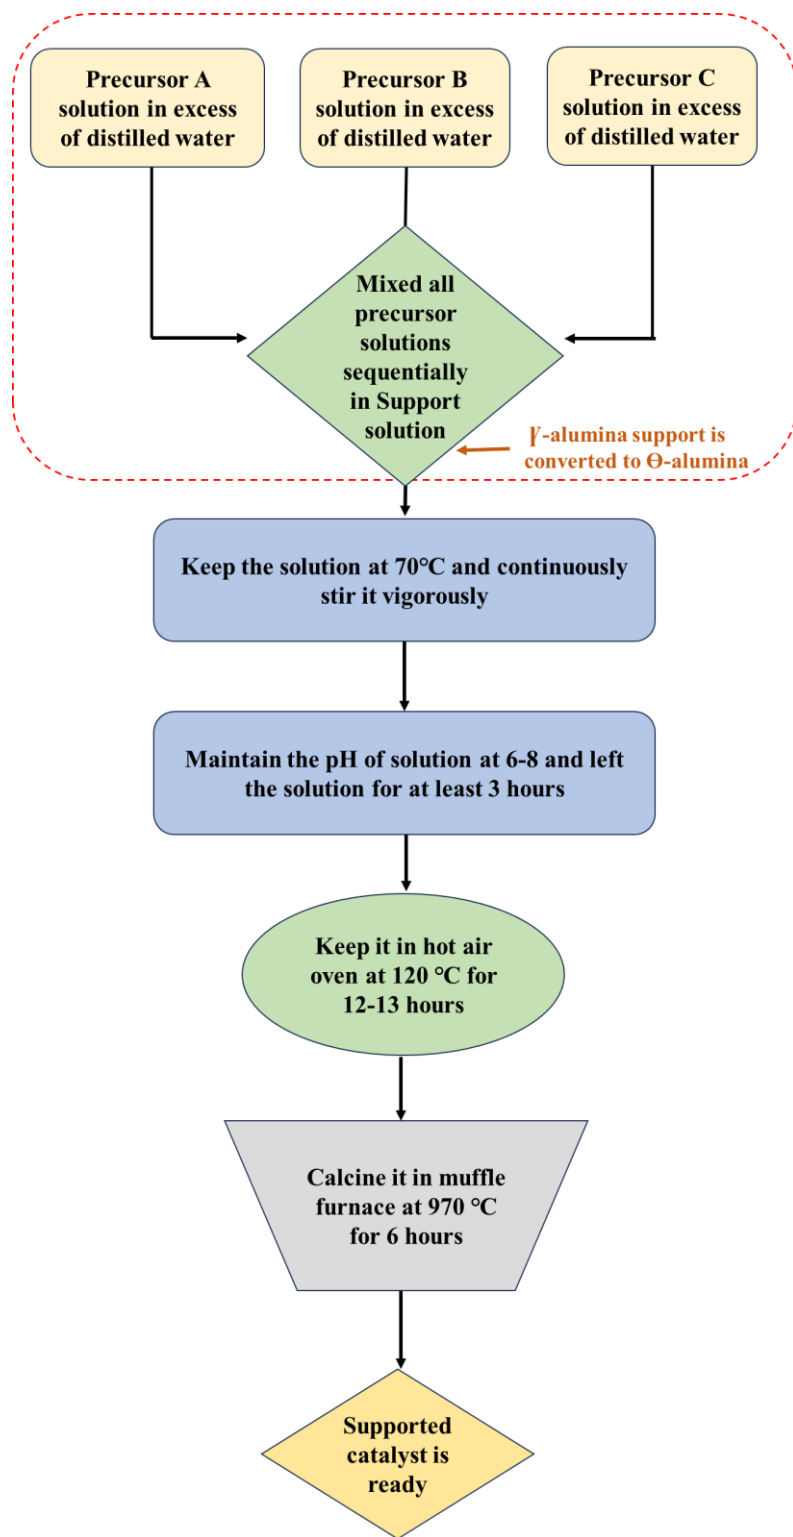 Precursor A
solution in excess
of distilled water
Precursor B
solution in excess
of distilled water
Precursor C
solution in excess
of distilled water
Mixed all
precursor
solutions
sequentially
in Support
solution
Ɣ-alumina support is
converted to Ɵ-alumina
Keep the solution at 70℃ and continuously
stir it vigorously
Maintain the pH of solution at 6-8 and left
the solution for at least 3 hours
Keep it in hot air
oven at 120 ℃ for
12-13 hours
Calcine it in muffle
furnace at 970 ℃
for 6 hours
Supported
catalyst is
ready